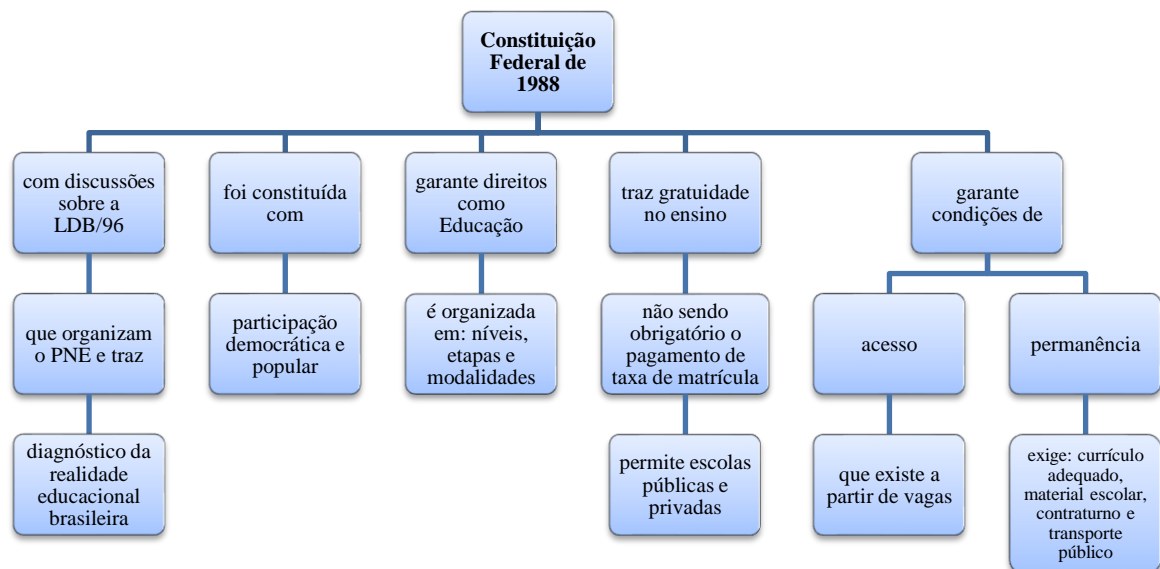 Constituição
Federal de
1988
com discussões
sobre a
LDB/96
foi constituída
com
garante direitos
como
Educação
traz gratuidade
no ensino
garante
condições de
que organizam
o PNE e traz
participação
democrática e
popular
é organizada
em: níveis,
etapas e
modalidades
não sendo
obrigatório o
pagamento de
taxa de matrícula
acesso
permanência
diagnóstico da
realidade
educacional
brasileira
permite escolas
públicas e
privadas
que existe a
partir de vagas
exige: currículo
adequado,
material escolar,
contraturno e
transporte
público